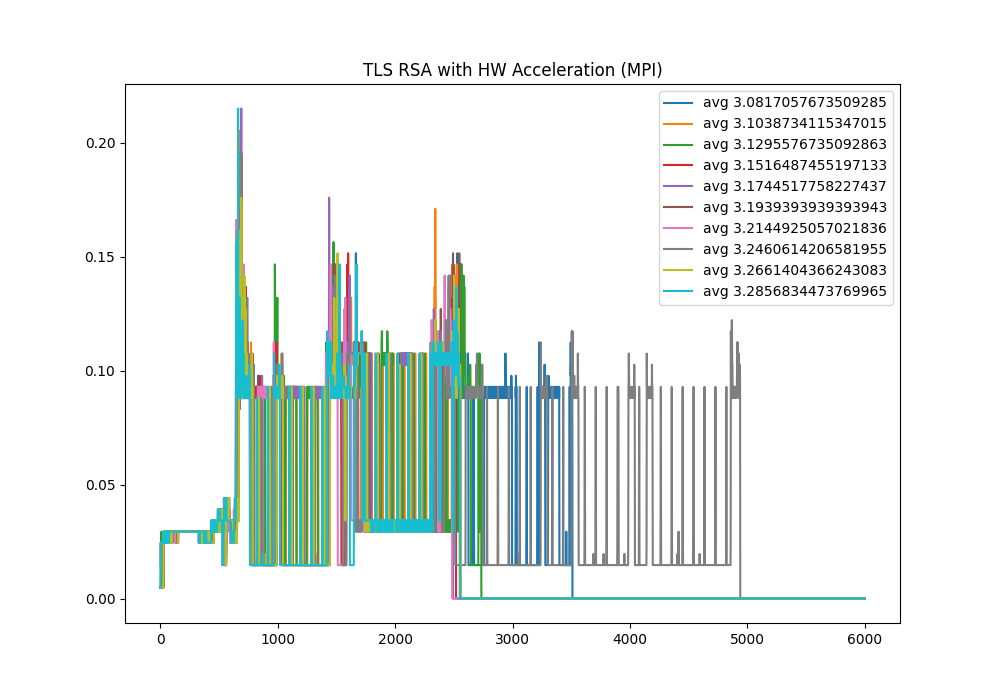 TLS RSA with HW Acceleration (MPI)
avg 3.0817057673509285
avg 3.1038734115347015
avg 3.1295576735092863
avg 3.1516487455197133
avg 3.1744517758227437
avg 3.1939393939393943
avg 3.2144925057021836
avg 3.2460614206581955
avg 3.2661404366243083
avg 3.2856834473769965
0.20
0.15
0.10
0.05
0.00
0 1000 2000 3000 4000 5000 6000